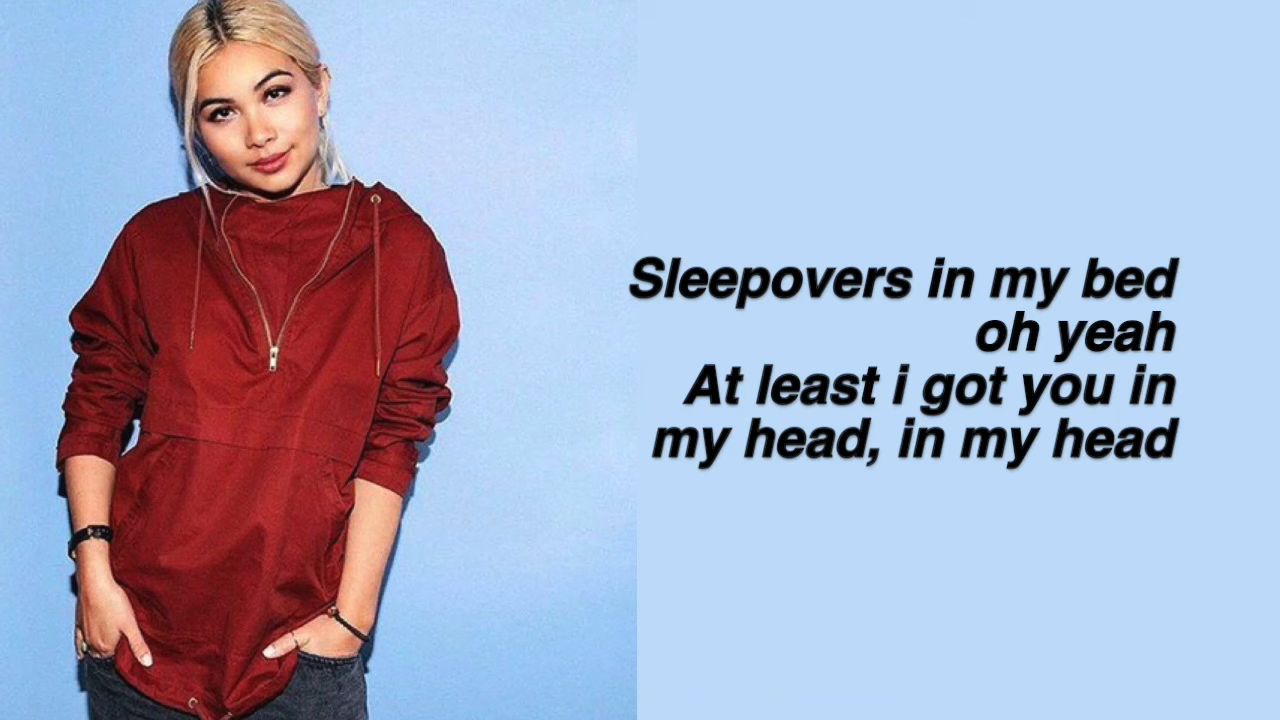 Sleepovers in my bed
oh yeah
At least i got you in
my head, in my head